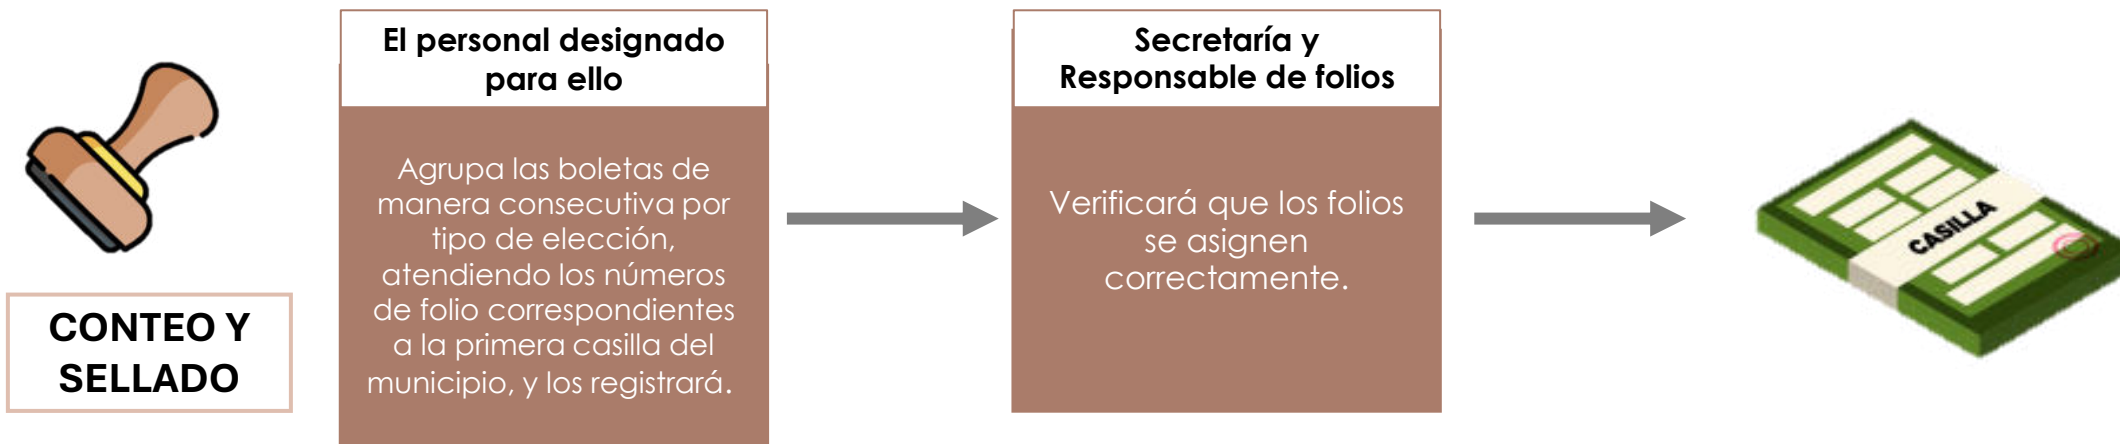 CONTEO Y
SELLADO
El personal designado
para ello
Agrupa las boletas de
manera consecutiva por
tipo de elección,
atendiendo los números
de folio correspondientes
a la primera casilla del
municipio, y los registrará.
Secretaría y
Responsable de folios
Verificará que los folios
se asignen
correctamente.
CASILLA